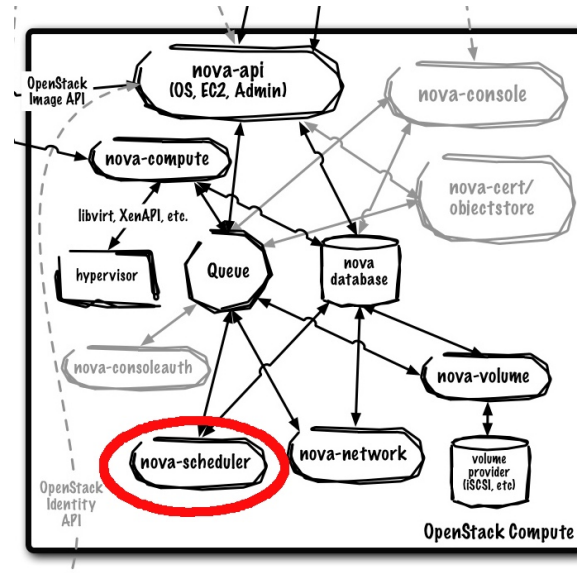 nova-api
(OS, EC2, Admin)
OpenStack
Image API
nova-console
nova-compute
nova-cert/
objectstore
libvirt, XenAPI, etc.
hypervisor
Queue
nova
database
nova-consoleauth
nova-volume
nova-scheduler
nova-network
volume
provider
(iSCSI, etc)
OpenStack
Identity
API
OpenStack Compute